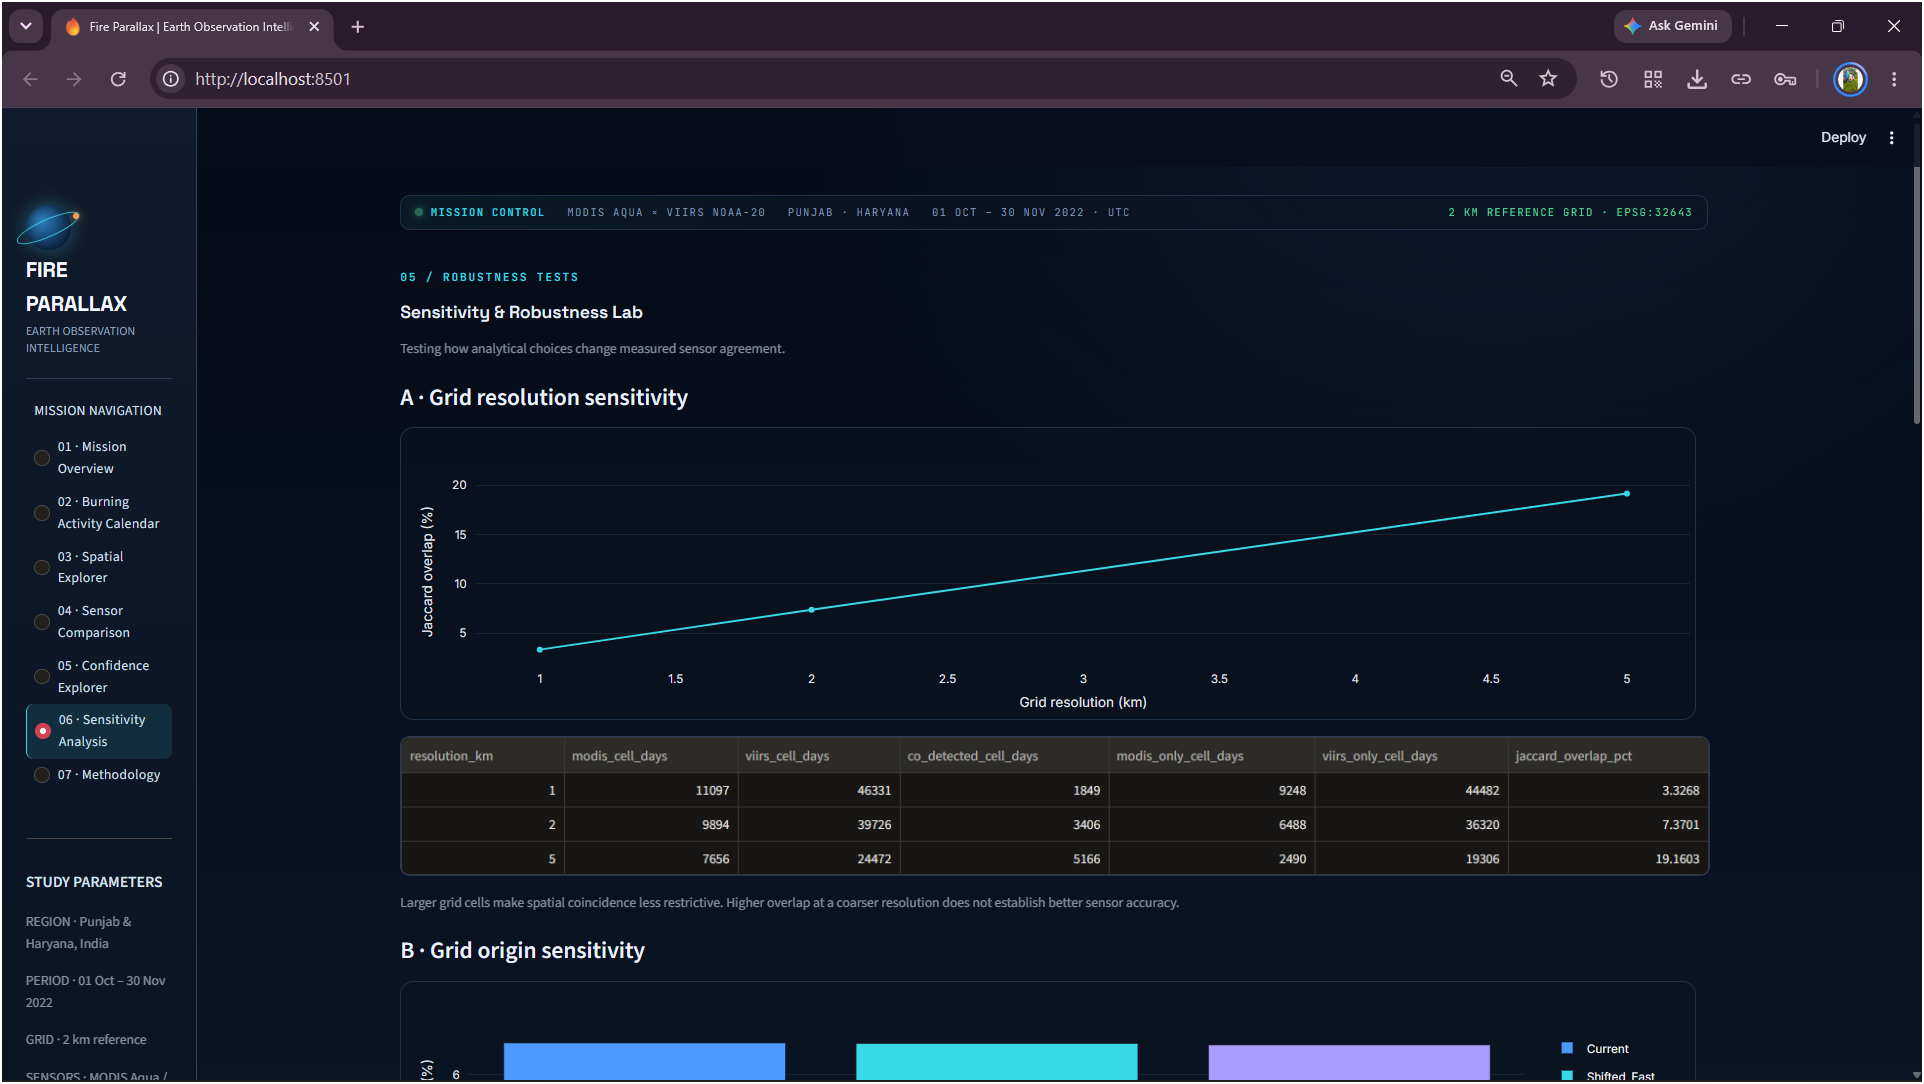 Fire Parallax | Earth Observation Intelli
Ask Gemini
http://localhost:8501
Deploy
MISSION CONTROL MODIS AQUA × VIIRS NOAA-20 PUNJAB · HARYANA 01 OCT – 30 NOV 2022 · UTC 2 KM REFERENCE GRID · EPSG:32643
FIRE
PARALLAX
EARTH OBSERVATION
INTELLIGENCE
MISSION NAVIGATION
01 · Mission
Overview
02 · Burning
Activity Calendar
03 · Spatial
Explorer
04 · Sensor
Comparison
05 · Confidence
Explorer
06 · Sensitivity
Analysis
07 · Methodology
STUDY PARAMETERS
REGION · Punjab &
Haryana, India
PERIOD · 01 Oct – 30 Nov
2022
GRID · 2 km reference
SENSORS · MODIS Aqua /
05 / ROBUSTNESS TESTS
Sensitivity & Robustness Lab
Testing how analytical choices change measured sensor agreement.
A · Grid resolution sensitivity
Jaccard overlap (%)
20
15
10
5
1 1.5 2 2.5 3 3.5 4 4.5 5
Grid resolution (km)
resolution_km modis_cell_days viirs_cell_days co_detected_cell_days modis_only_cell_days viirs_only_cell_days jaccard_overlap_pct
1 11097 46331 1849 9248 44482 3.3268
2 9894 39726 3406 6488 36320 7.3701
5 7656 24472 5166 2490 19306 19.1603
Larger grid cells make spatial coincidence less restrictive. Higher overlap at a coarser resolution does not establish better sensor accuracy.
B · Grid origin sensitivity
(%)
6
Current
Shifted_East